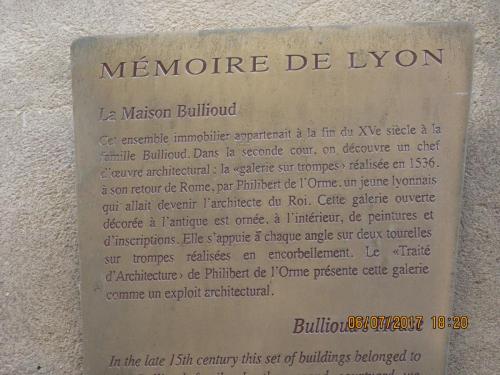 MÉMOIRE DE LYON
La Maison Bullioud
Cet ensemble immobilier appartenait à la fin du XVe siècle à la
famille Bullioud. Dans la seconde cour, on découvre un chef
d'œuvre architectural : la «galerie sur trompes» réalisée en 1536,
à son retour de Rome, par Philibert de l'Orme, un jeune lyonnais
qui allait devenir l'architecte du Roi. Cette galerie ouverte
décorée à l'antique est ornée, à l'intérieur, de peintures et
d'inscriptions. Elle s'appuie à chaque angle sur deux tourelles
sur trompes réalisées en encorbellement. Le «Traité
d'Architecture» de Philibert de l'Orme présente cette galerie
comme un exploit architectural.
Bullioud's House
06/07/2017 18:20
In the late 15th century this set of buildings belonged to